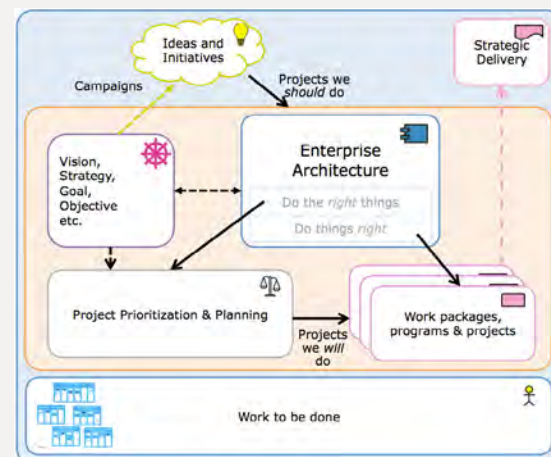 Ideas and
Initiatives
Strategic
Delivery
Campaigns
Projects we
should do
Vision,
Strategy,
Goal,
Objective
etc.
Enterprise
Architecture
Do the right things
Do things right
Project Prioritization & Planning
Projects
we will
do
Work packages,
programs & projects
Work to be done